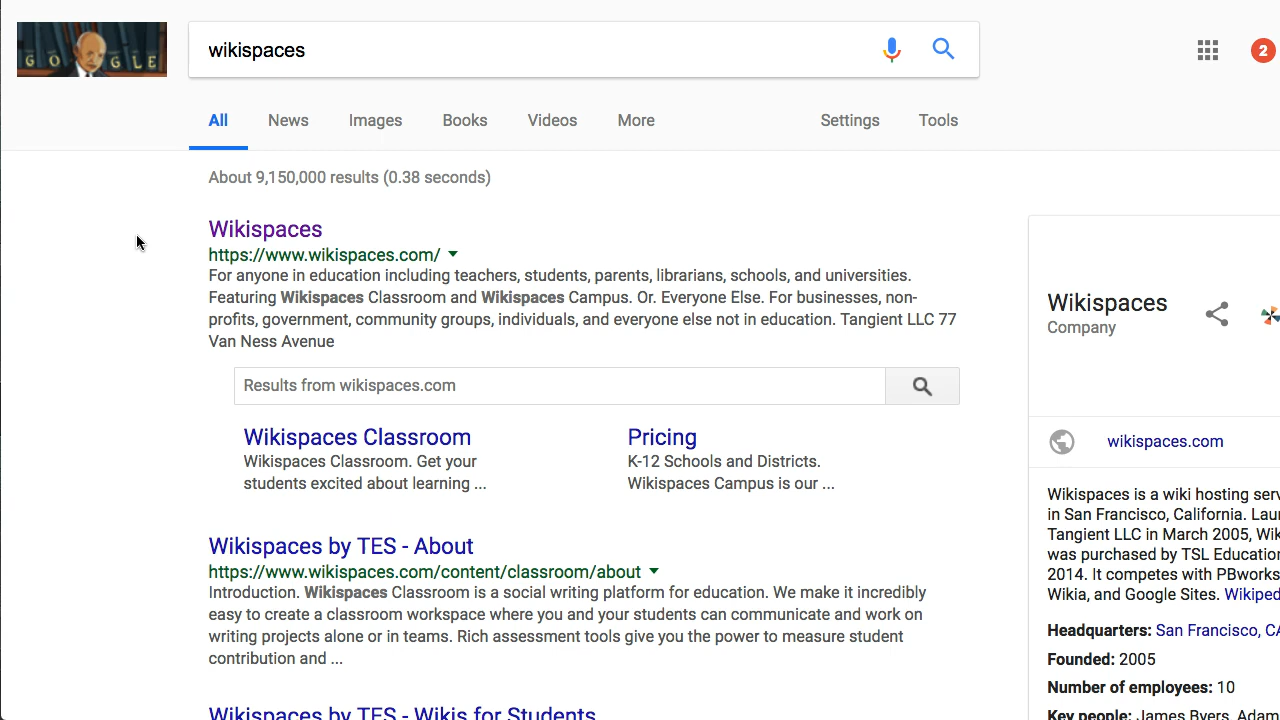 GO GLE
wikispaces
2
All News Images Books Videos More Settings Tools
About 9,150,000 results (0.38 seconds)
Wikispaces
https://www.wikispaces.com/
For anyone in education including teachers, students, parents, librarians, schools, and universities.
Featuring Wikispaces Classroom and Wikispaces Campus. Or. Everyone Else. For businesses, non-
profits, government, community groups, individuals, and everyone else not in education. Tangient LLC 77
Van Ness Avenue
Results from wikispaces.com
Wikispaces Classroom
Wikispaces Classroom. Get your
students excited about learning ...
Pricing
K-12 Schools and Districts.
Wikispaces Campus is our ...
Wikispaces by TES - About
https://www.wikispaces.com/content/classroom/about
Introduction. Wikispaces Classroom is a social writing platform for education. We make it incredibly
easy to create a classroom workspace where you and your students can communicate and work on
writing projects alone or in teams. Rich assessment tools give you the power to measure student
contribution and ...
Wikispaces by TES - Wikis for Students
Wikispaces
Company
wikispaces.com
Wikispaces is a wiki hosting serv
in San Francisco, California. Lau
Tangient LLC in March 2005, Wik
was purchased by TSL Education
2014. It competes with PBworks
Wikia, and Google Sites. Wikiped
Headquarters: San Francisco, CA
Founded: 2005
Number of employees: 10
Key people: James Byers, Adam